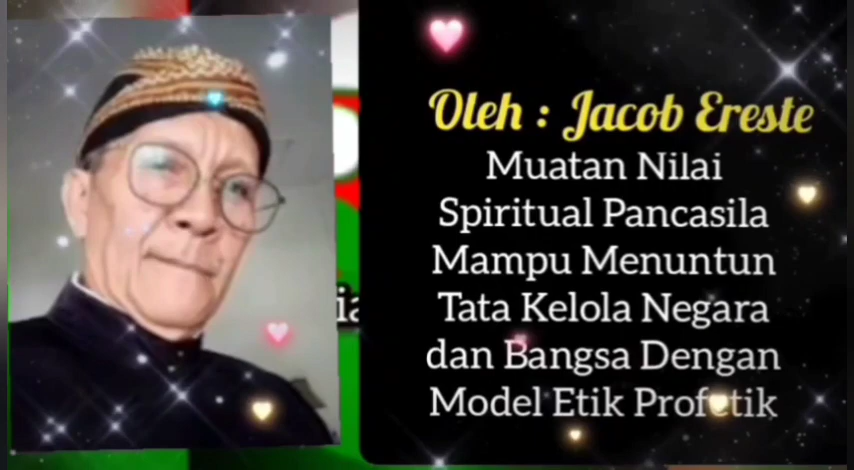 Oleh : Jacob Ereste
Muatan Nilai
Spiritual Pancasila
Mampu Menuntun
Tata Kelola Negara
dan Bangsa Dengan
Model Etik Profetik